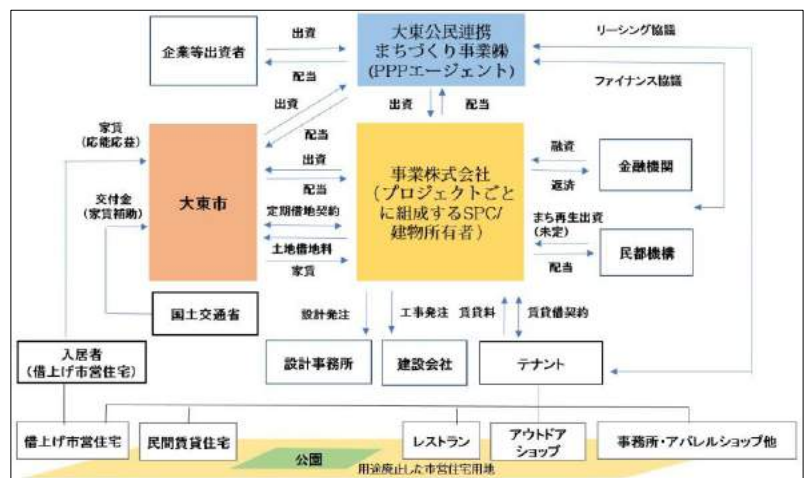 企業等出資者
出資
配当
大東公民連携
まちづくり事業㈱
(PPPエージェント)
リーシング協議
ファイナンス協議
出資
配当
出資
配当
家賃
(応能応益)
交付金
(家賃補助)
大東市
出資
配当
定期借地契約
土地借地料
家賃
事業株式会社
(プロジェクトごと
に組成するSPC/
建物所有者)
融資
返済
金融機関
まち再生出資
(未定)
配当
民都機構
国土交通省
設計発注
工事発注
賃貸料
賃貸借契約
入居者
(借上げ市営住宅)
設計事務所
建設会社
テナント
借上げ市営住宅
民間賃貸住宅
レストラン
アウトドア
ショップ
事務所・アパレルショップ他
公園
用途廃止した市営住宅用地